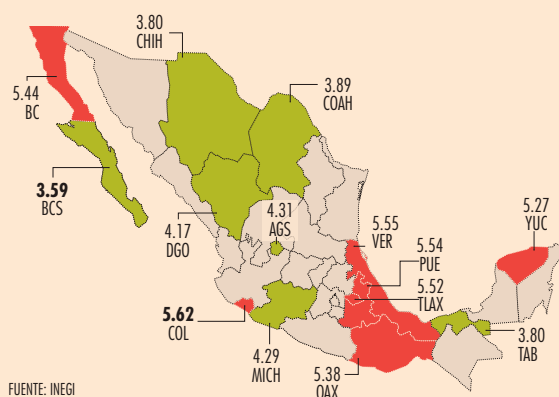 3.80
CHIH
3.89
COAH
5.44
BC
3.59
BCS
4.17
DGO
4.31
AGS
5.55
VER
5.54
PUE
5.52
TLAX
5.27
YUC
5.62
COL
4.29
MICH
5.38
OAX
3.80
TAB
FUENTE: INEGI